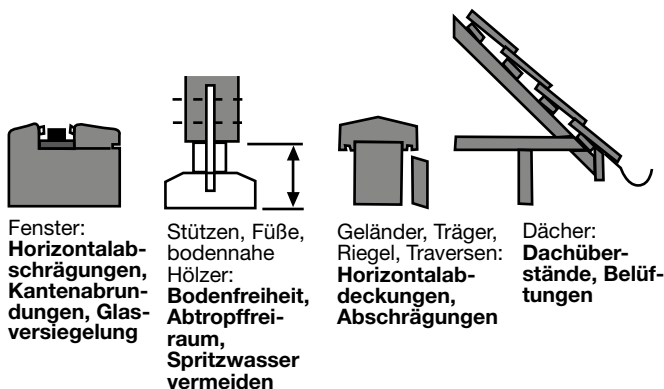 Fenster:
Horizontalab-
schrägungen,
Kantenabrun-
dungen, Glas-
versiegelung
Stützen, Füße,
bodennahe
Hölzer:
Bodenfreiheit,
Abtropffrei-
raum,
Spritzwasser
vermeiden
Geländer, Träger,
Riegel, Traversen:
Horizontalab-
deckungen,
Abschrägungen
Dächer:
Dachüber-
stände, Belüf-
tungen